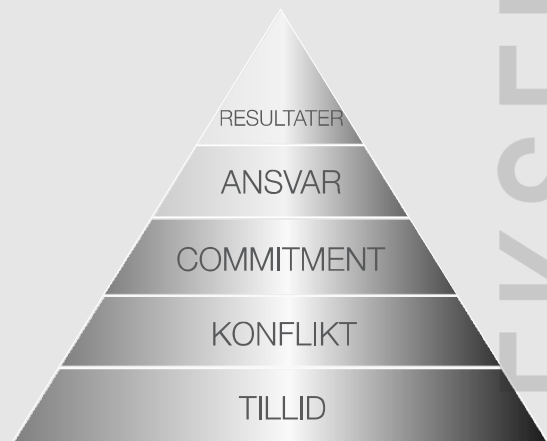 RESULTATER
ANSVAR
COMMITMENT
KONFLIKT
TILLID